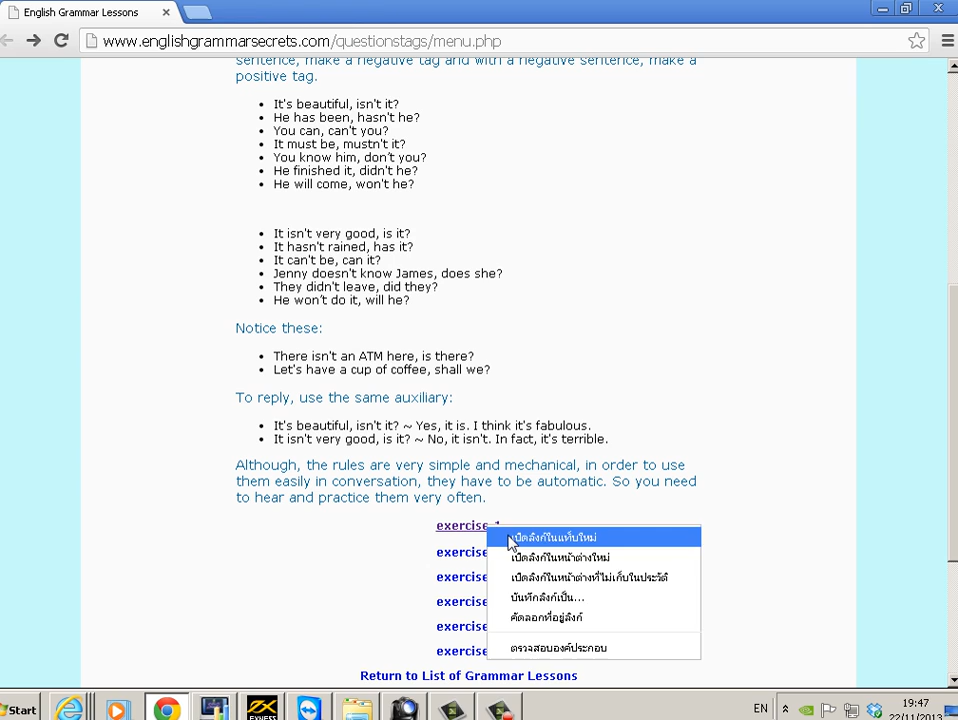 English Grammar Lessons
www.englishgrammarsecrets.com/questionstags/menu.php
sentence, make a negative tag and with a negative sentence, make a
positive tag.
It's beautiful, isn't it?
He has been, hasn't he?
You can, can't you?
It must be, mustn't it?
You know him, don't you?
He finished it, didn't he?
He will come, won't he?
It isn't very good, is it?
It hasn't rained, has it?
It can't be, can it?
Jenny doesn't know James, does she?
They didn't leave, did they?
He won't do it, will he?
Notice these:
There isn't an ATM here, is there?
Let's have a cup of coffee, shall we?
To reply, use the same auxiliary:
It's beautiful, isn't it? ~ Yes, it is. I think it's fabulous.
It isn't very good, is it? ~ No, it isn't. In fact, it's terrible.
Although, the rules are very simple and mechanical, in order to use
them easily in conversation, they have to be automatic. So you need
to hear and practice them very often.
exercise 1
เปิดลิงก์ในแท็บใหม่
exercise
เปิดลิงก์ในหน้าต่างใหม่
exercise
เปิดลิงก์ในหน้าต่างที่ไม่เก็บในประวัติ
exercise
บันทึกลิงก์เป็น...
exercise
คัดลอกที่อยู่ลิงก์
exercise
ตรวจสอบองค์ประกอบ
Return to List of Grammar Lessons
Start
EXNESS
EN
19:47
22/11/2013